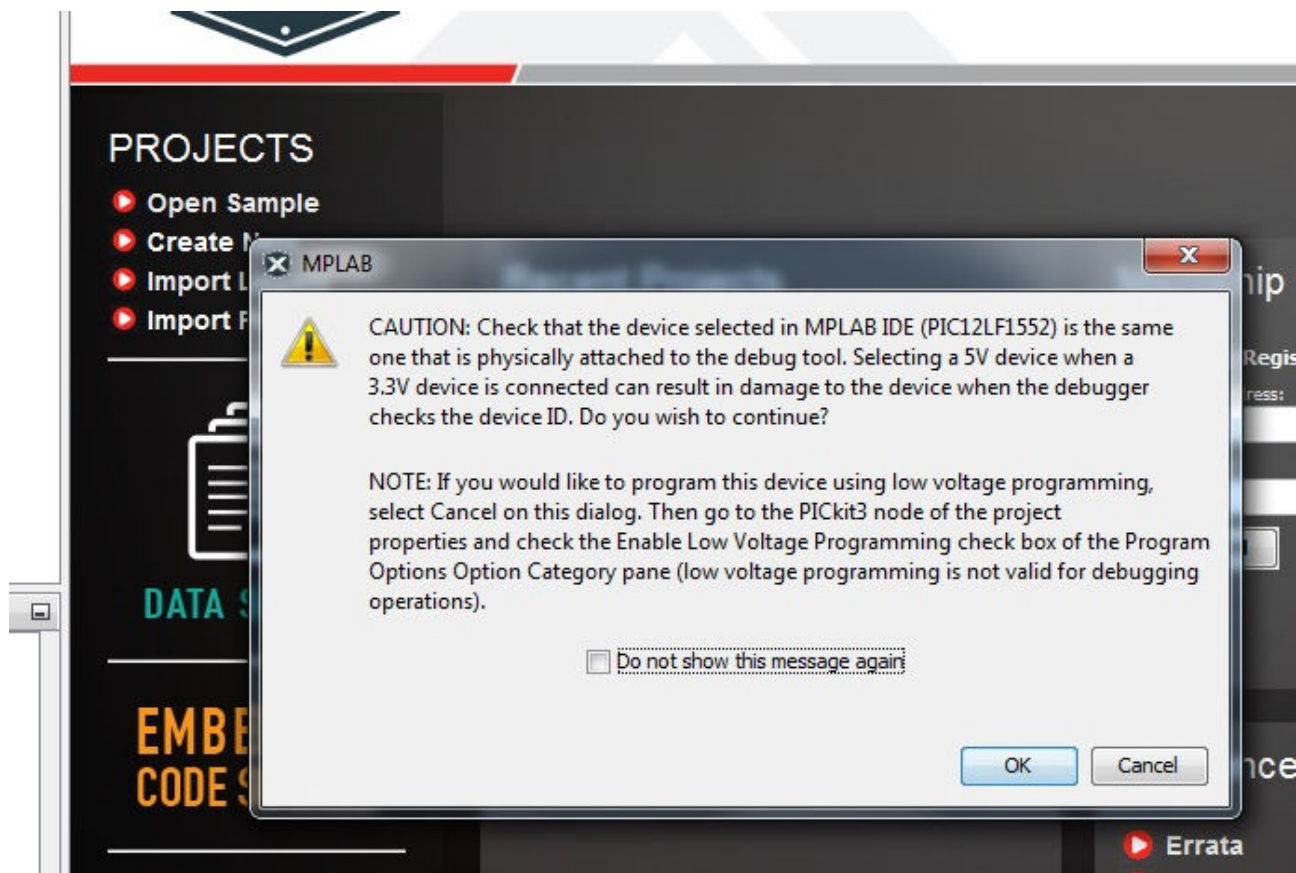 PROJECTS
Open Sample
Create
Import
Import
MPLAB
CAUTION: Check that the device selected in MPLAB IDE (PIC12LF1552) is the same
one that is physically attached to the debug tool. Selecting a 5V device when a
3.3V device is connected can result in damage to the device when the debugger
checks the device ID. Do you wish to continue?
NOTE: If you would like to program this device using low voltage programming,
select Cancel on this dialog. Then go to the PICkit3 node of the project
properties and check the Enable Low Voltage Programming check box of the Program
Options Option Category pane (low voltage programming is not valid for debugging
operations).
Do not show this message again
OK
Cancel
Recent Projects
DATA
EMBE
CODE
hip
Regis
ress:
nce
Errata